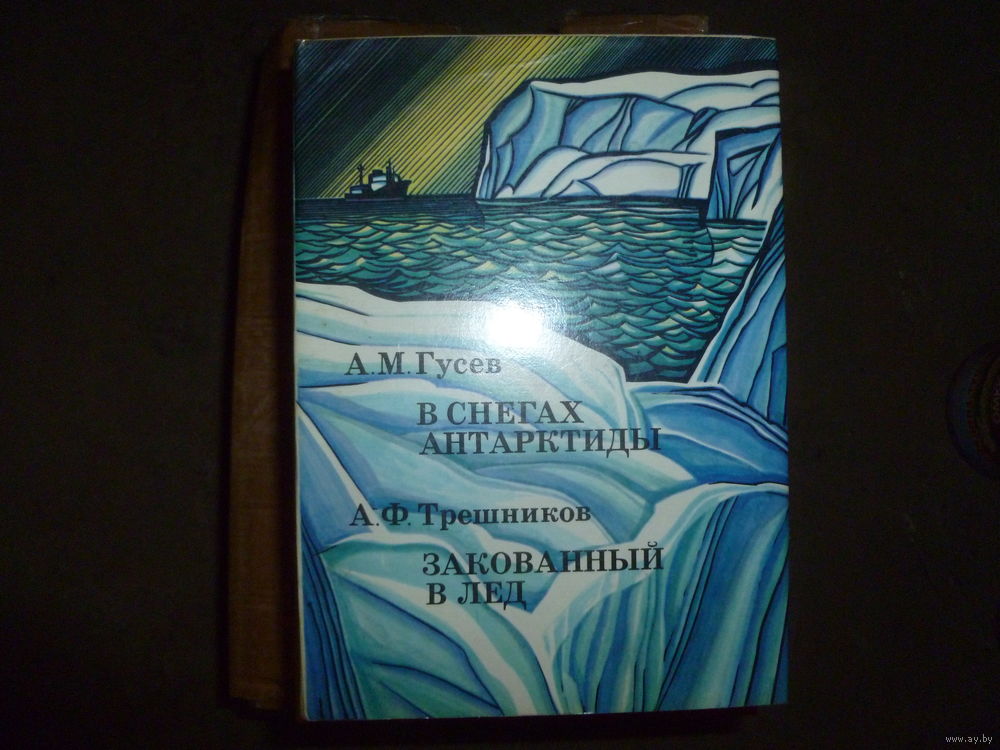 А.М.Гусев
В СНЕГАХ
АНТАРКТИДЫ
А.Ф.Трешников
ЗАКОВАННЫЙ
В ЛЕД
www.ay.by